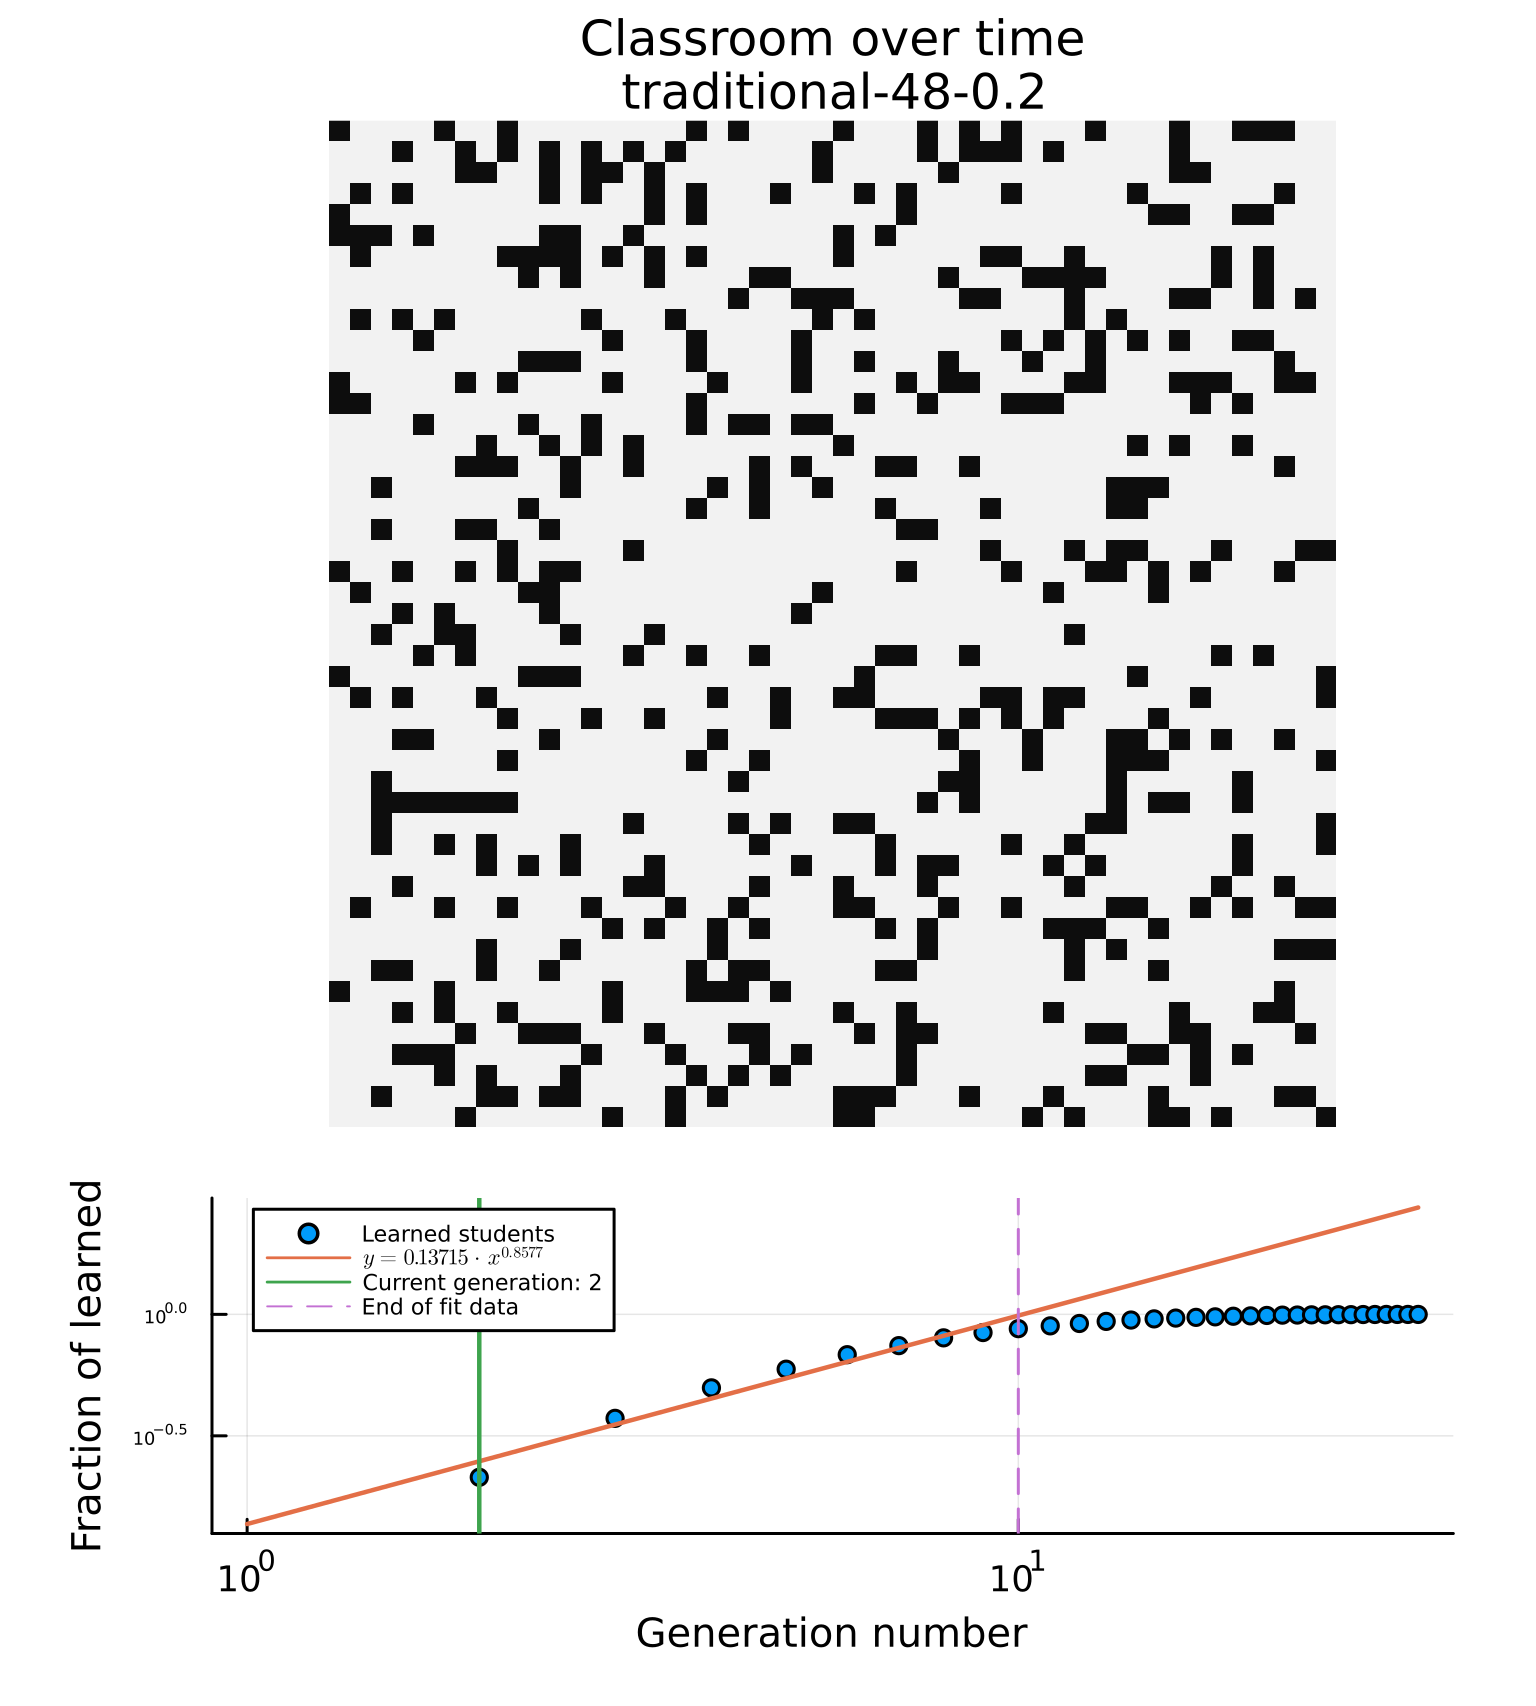 Classroom over time
traditional-48-0.2
Fraction of learned
Learned students
y = 0.13715 · x^0.8577
Current generation: 2
End of fit data
10^0.0
10^−0.5
10^0
10^1
Generation number